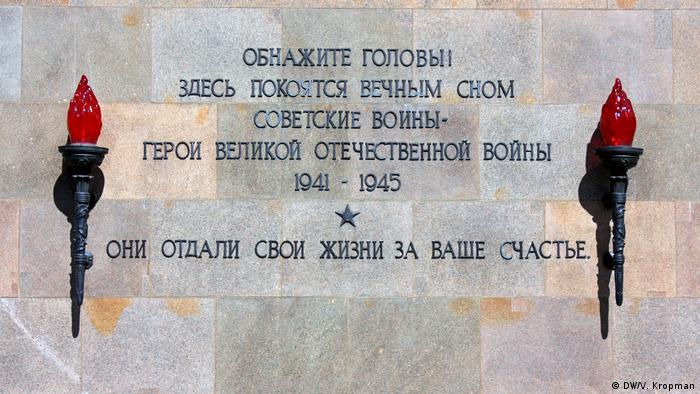 ОБНАЖИТЕ ГОЛОВЫ!
ЗДЕСЬ ПОКОЯТСЯ ВЕЧНЫМ СНОМ
СОВЕТСКИЕ ВОИНЫ-
ГЕРОИ ВЕЛИКОЙ ОТЕЧЕСТВЕННОЙ ВОЙНЫ
1941 - 1945
ОНИ ОТДАЛИ СВОИ ЖИЗНИ ЗА ВАШЕ СЧАСТЬЕ.
© DW/V. Kropman